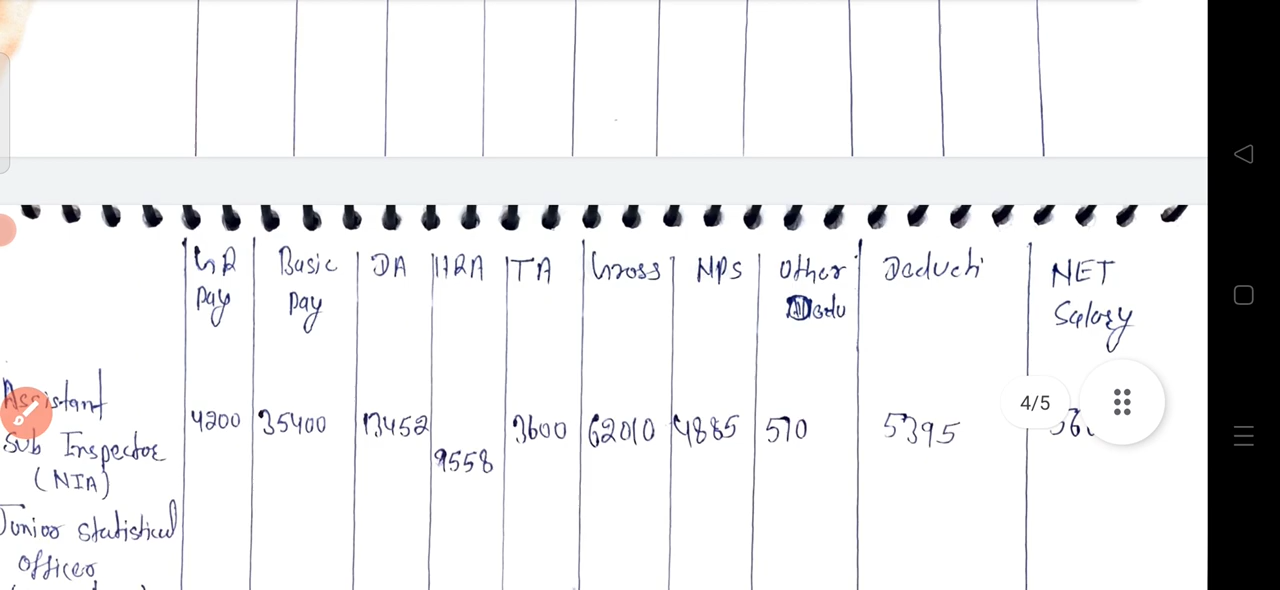 GR Basic DA HRA TA Gross NPS Other Deducti NET
Pay Pay Dedu Salary
Assistant
4200 35400 13452 3600 62010 4885 510 5395
Sub Inspector 9558
(NIA)
Junior Statistical
Officer
4/5